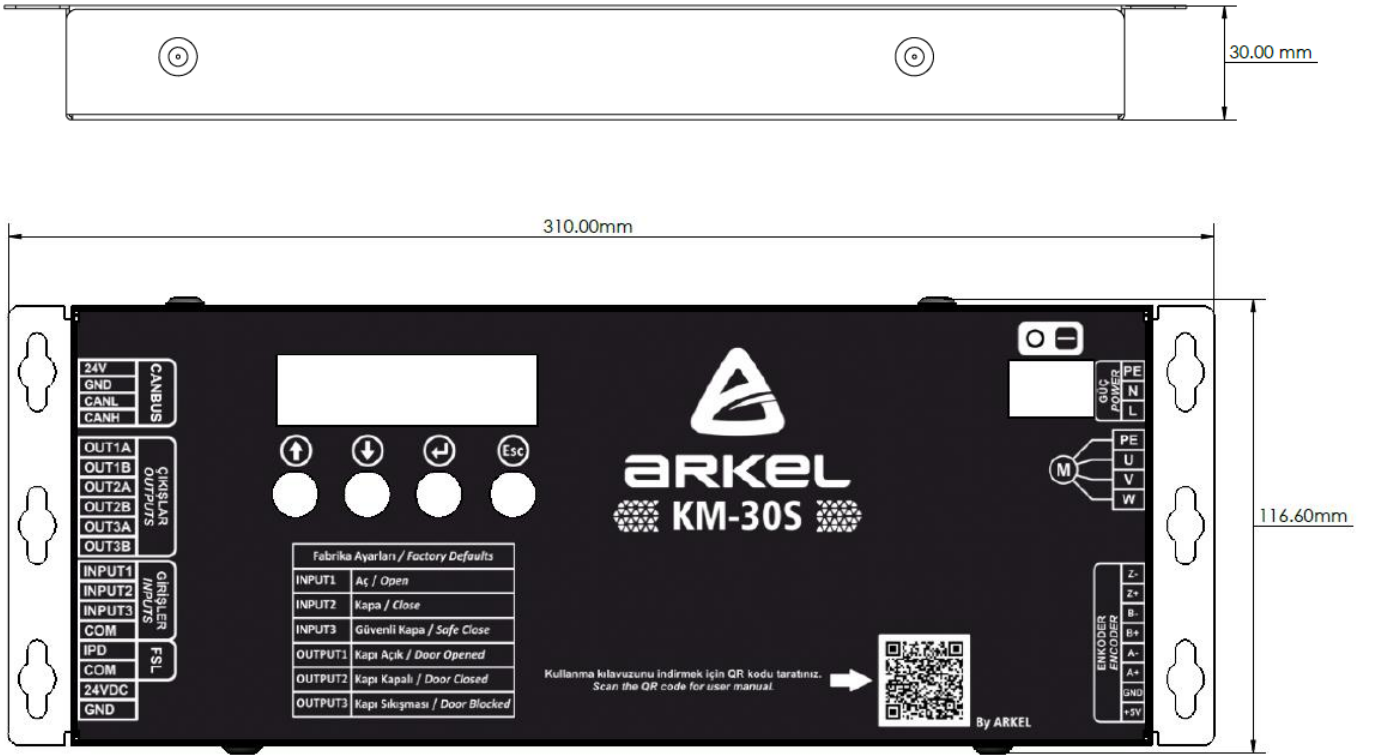 30.00 mm
310.00mm
116.60mm
24V
GND
CANL
CANH
CANBUS
OUT1A
OUT1B
OUT2A
OUT2B
OUT3A
OUT3B
ÇIKIŞLAR
OUTPUTS
INPUT1
INPUT2
INPUT3
COM
GİRİŞLER
INPUTS
IPD
COM
FSL
24VDC
GND
Esc
Fabrika Ayarları / Factory Defaults
INPUT1 Aç / Open
INPUT2 Kapa / Close
INPUT3 Güvenli Kapa / Safe Close
OUTPUT1 Kapı Açık / Door Opened
OUTPUT2 Kapı Kapalı / Door Closed
OUTPUT3 Kapı Sıkışması / Door Blocked
ARKEL
KM-30S
Kullanma kılavuzunu indirmek için QR kodu taratınız.
Scan the QR code for user manual.
By ARKEL
GÜÇ
POWER
PE
N
L
M
PE
U
V
W
ENKODER
ENCODER
Z-
Z+
B-
B+
A-
A+
GND
+5V